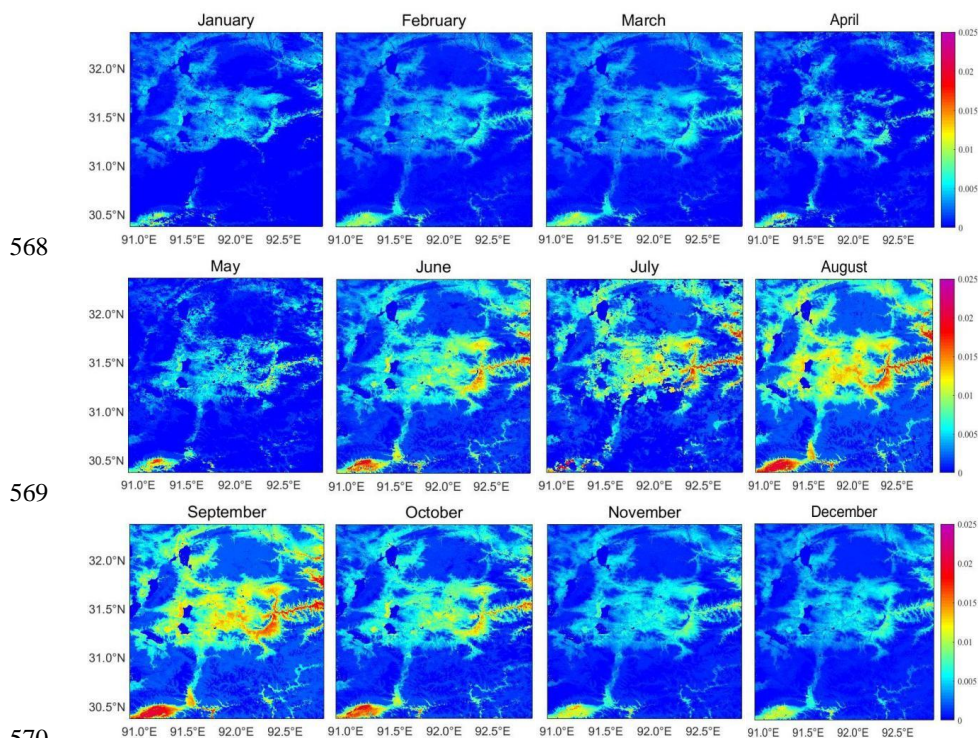 January February March April
32.0°N
31.5°N
31.0°N
30.5°N
0.025
0.02
0.015
0.01
0.005
0
91.0°E 91.5°E 92.0°E 92.5°E 91.0°E 91.5°E 92.0°E 92.5°E 91.0°E 91.5°E 92.0°E 92.5°E 91.0°E 91.5°E 92.0°E 92.5°E
568
May June July August
32.0°N
31.5°N
31.0°N
30.5°N
0.025
0.02
0.015
0.01
0.005
0
91.0°E 91.5°E 92.0°E 92.5°E 91.0°E 91.5°E 92.0°E 92.5°E 91.0°E 91.5°E 92.0°E 92.5°E 91.0°E 91.5°E 92.0°E 92.5°E
569
September October November December
32.0°N
31.5°N
31.0°N
30.5°N
0.025
0.02
0.015
0.01
0.005
0
91.0°E 91.5°E 92.0°E 92.5°E 91.0°E 91.5°E 92.0°E 92.5°E 91.0°E 91.5°E 92.0°E 92.5°E 91.0°E 91.5°E 92.0°E 92.5°E
570